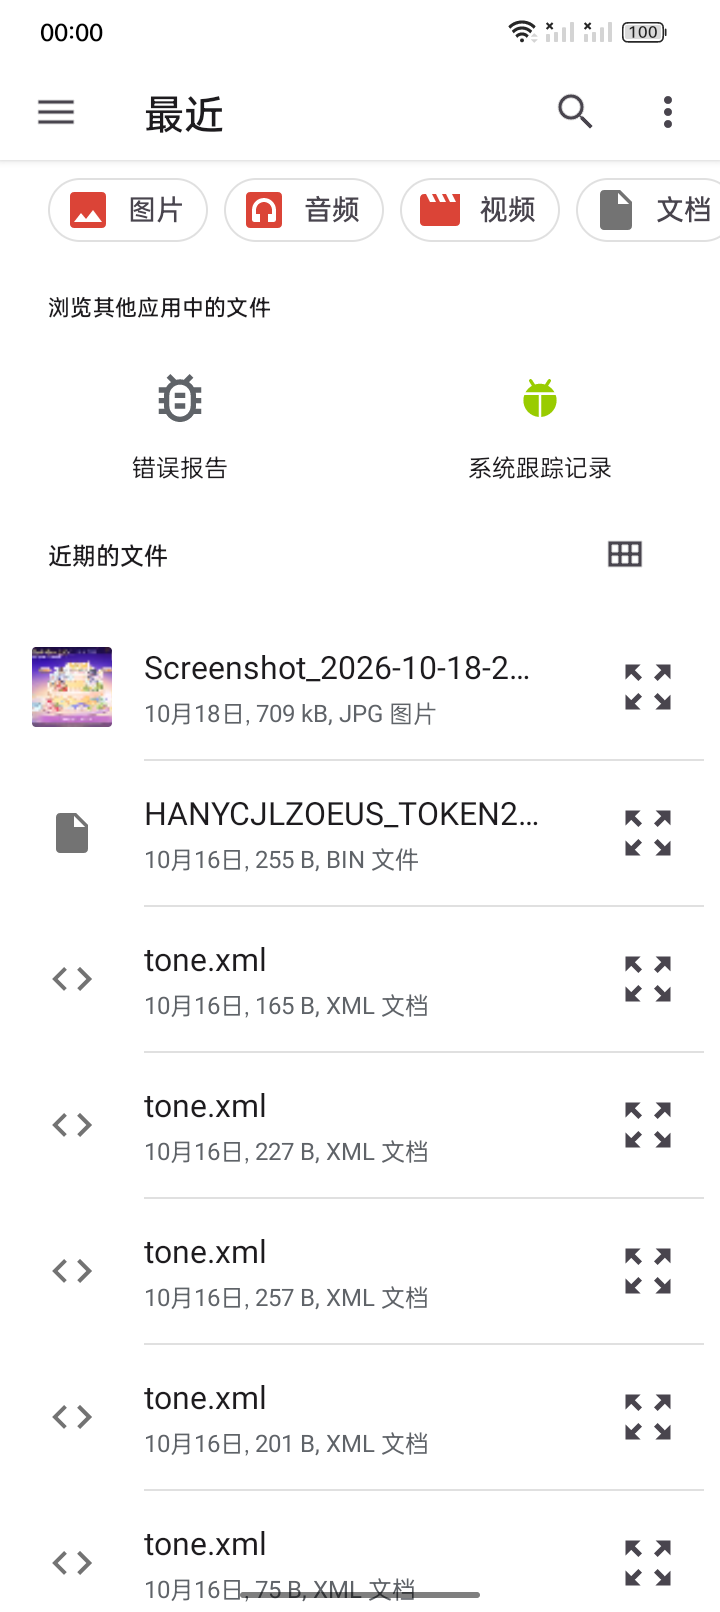 00:00
100
最近
图片
音频
视频
文档
浏览其他应用中的文件
错误报告
系统跟踪记录
近期的文件
Screenshot_2026-10-18-2…
10月18日, 709 kB, JPG 图片
HANYCJLZOEUS_TOKEN2…
10月16日, 255 B, BIN 文件
tone.xml
10月16日, 165 B, XML 文档
tone.xml
10月16日, 227 B, XML 文档
tone.xml
10月16日, 257 B, XML 文档
tone.xml
10月16日, 201 B, XML 文档
tone.xml
10月16日, 75 B, XML 文档